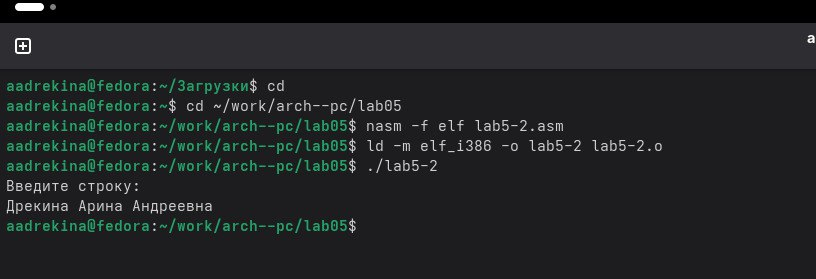 a
aadrekina@fedora:~/Загрузки$ cd
aadrekina@fedora:~$ cd ~/work/arch--pc/lab05
aadrekina@fedora:~/work/arch--pc/lab05$ nasm -f elf lab5-2.asm
aadrekina@fedora:~/work/arch--pc/lab05$ ld -m elf_i386 -o lab5-2 lab5-2.o
aadrekina@fedora:~/work/arch--pc/lab05$ ./lab5-2
Введите строку:
Дрекина Арина Андреевна
aadrekina@fedora:~/work/arch--pc/lab05$